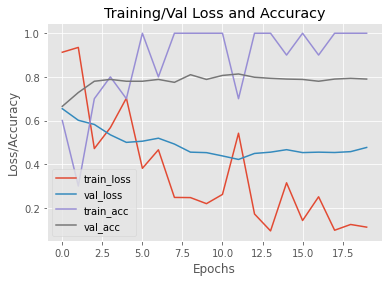 Training/Val Loss and Accuracy
Loss/Accuracy
1.0
0.8
0.6
0.4
0.2
train_loss
val_loss
train_acc
val_acc
0.0 2.5 5.0 7.5 10.0 12.5 15.0 17.5
Epochs